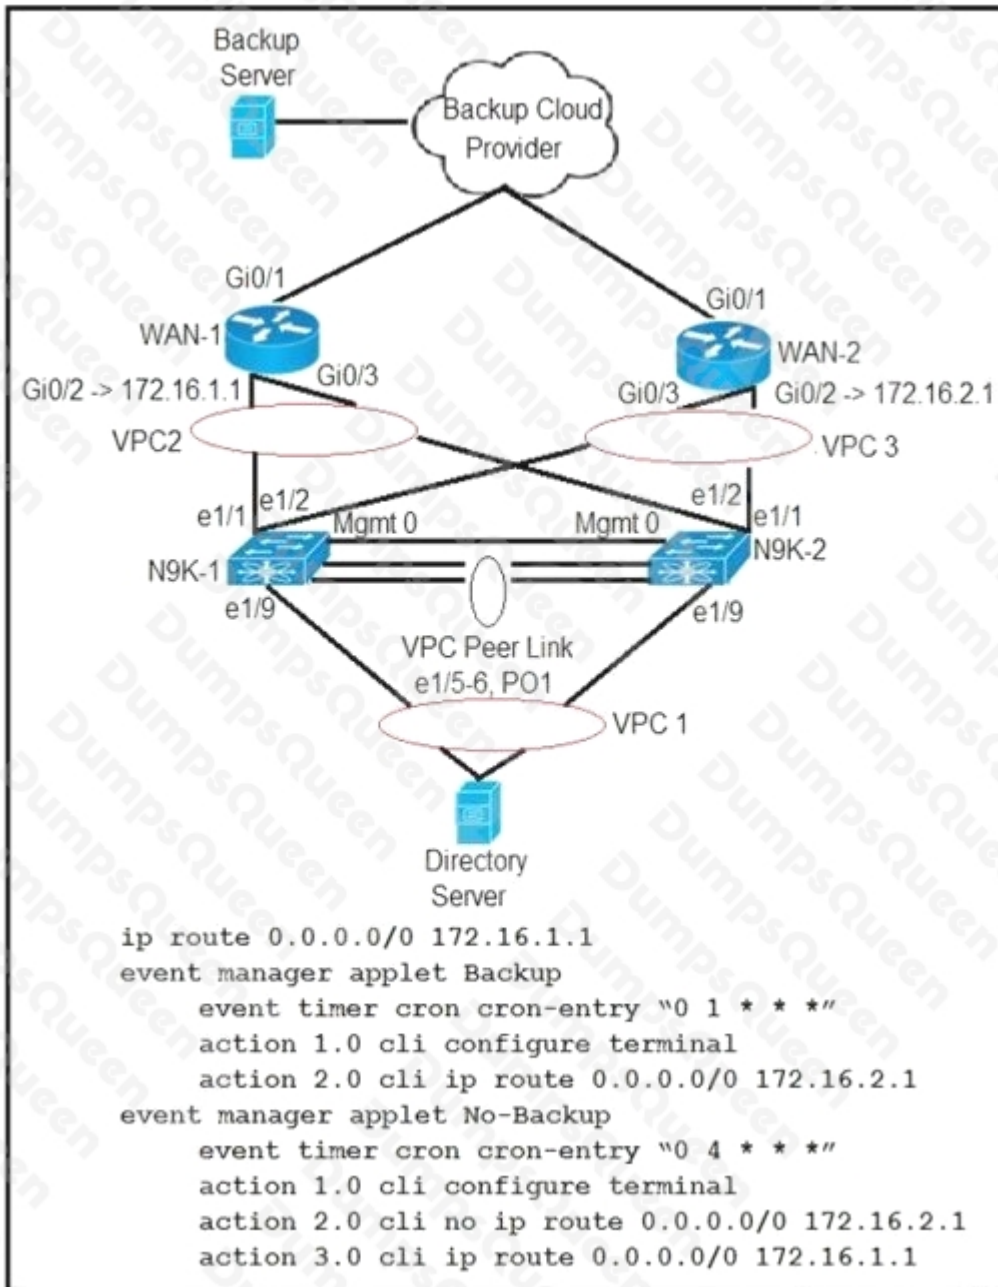 Backup
Server
Backup Cloud
Provider
Gi0/1
Gi0/1
WAN-1
WAN-2
Gi0/2 -> 172.16.1.1
Gi0/3
Gi0/3
Gi0/2 -> 172.16.2.1
VPC2
VPC 3
e1/1
e1/2
Mgmt 0
Mgmt 0
e1/2
e1/1
N9K-1
N9K-2
e1/9
e1/9
VPC Peer Link
e1/5-6, PO1
VPC 1
Directory
Server
ip route 0.0.0.0/0 172.16.1.1
event manager applet Backup
event timer cron cron-entry “0 1 * * *”
action 1.0 cli configure terminal
action 2.0 cli ip route 0.0.0.0/0 172.16.2.1
event manager applet No-Backup
event timer cron cron-entry “0 4 * * *”
action 1.0 cli configure terminal
action 2.0 cli no ip route 0.0.0.0/0 172.16.2.1
action 3.0 cli ip route 0.0.0.0/0 172.16.1.1
DumpsQueen